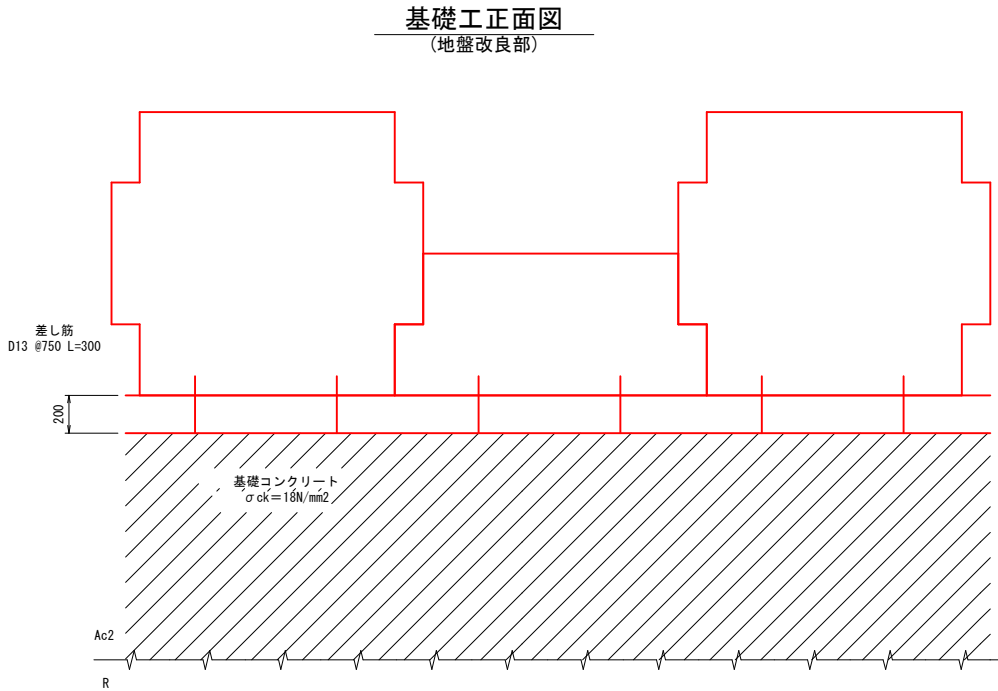 基礎工正面図
(地盤改良部)
差し筋
D13 @750 L=300
200
基礎コンクリート
σck=18N/mm2
Ac2
R